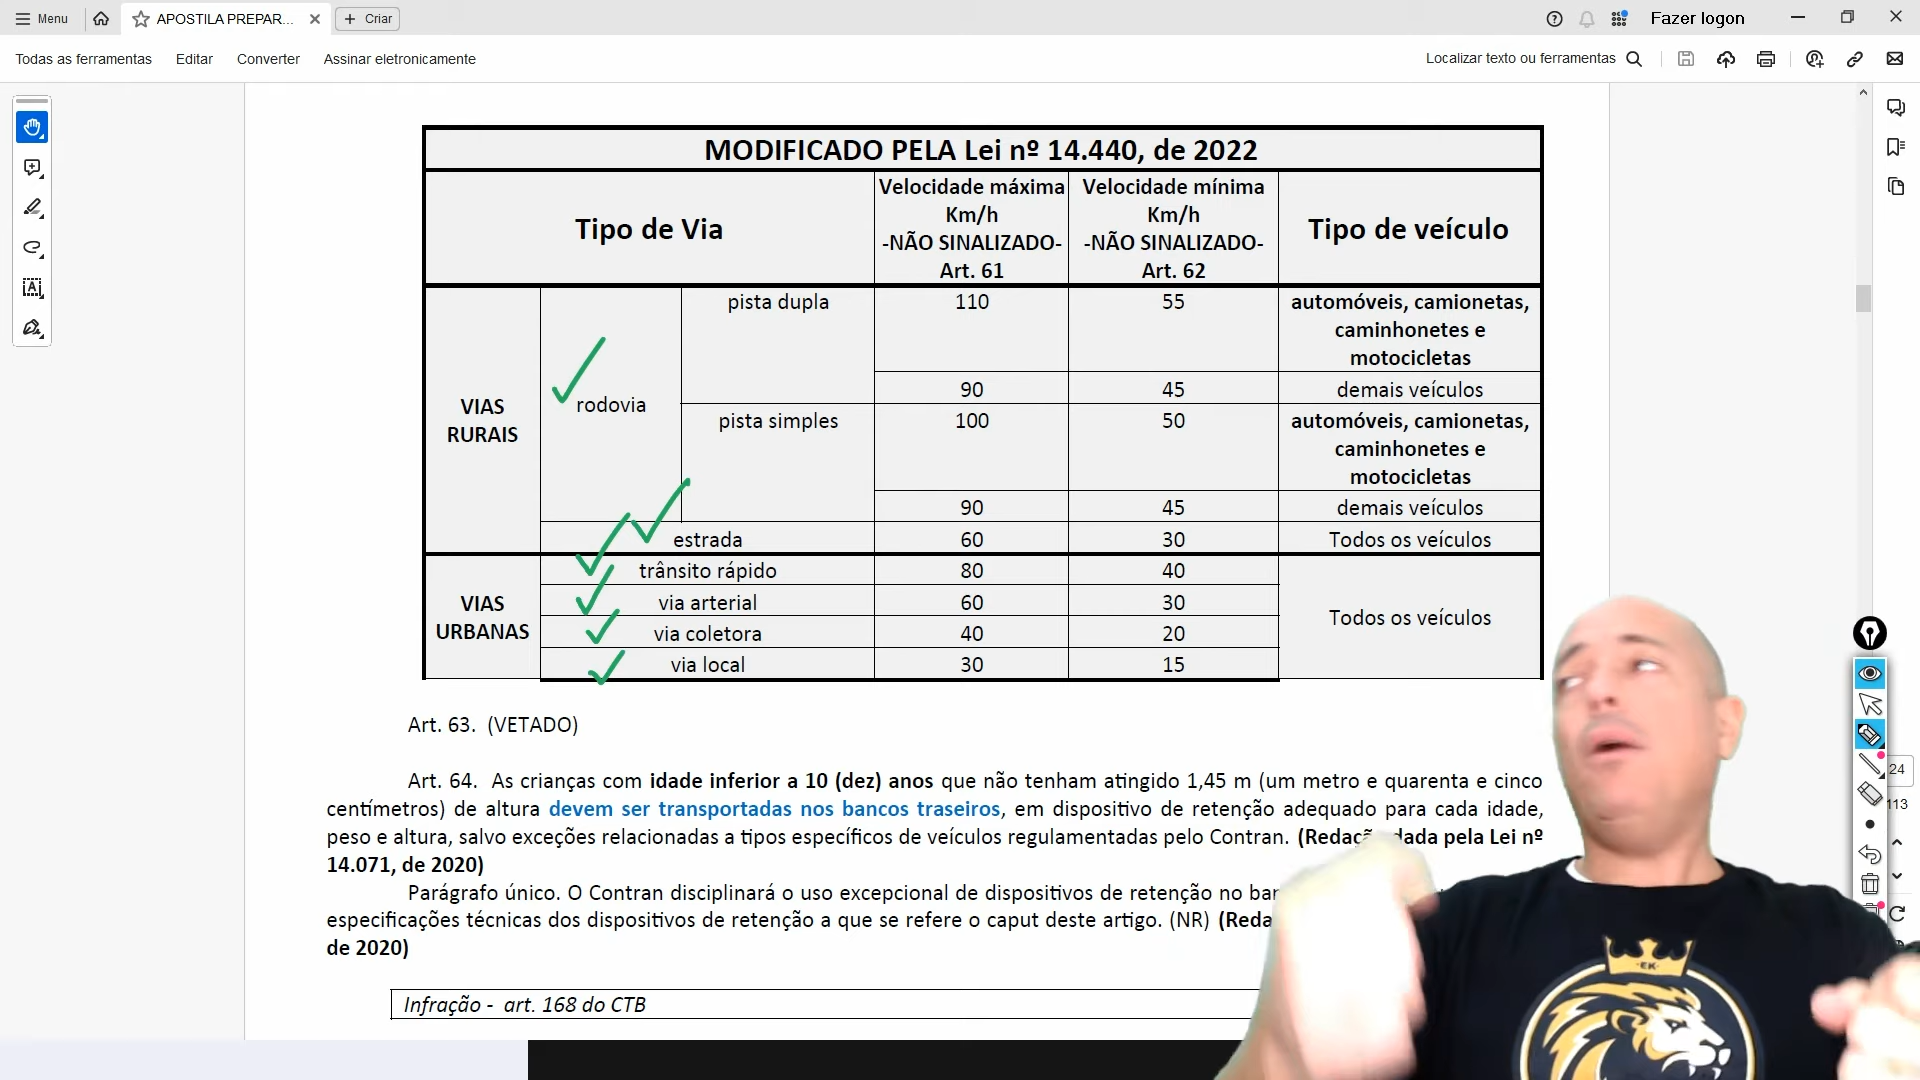 Menu
APOSTILA PREPAR...
Criar
Fazer logon
Todas as ferramentas
Editar
Converter
Assinar eletronicamente
Localizar texto ou ferramentas
MODIFICADO PELA Lei nº 14.440, de 2022
Tipo de Via
Velocidade máxima
Km/h
-NÃO SINALIZADO-
Art. 61
Velocidade mínima
Km/h
-NÃO SINALIZADO-
Art. 62
Tipo de veículo
VIAS
RURAIS
rodovia
pista dupla
110
55
automóveis, camionetas,
caminhonetes e
motocicletas
90
45
demais veículos
pista simples
100
50
automóveis, camionetas,
caminhonetes e
motocicletas
90
45
demais veículos
estrada
60
30
Todos os veículos
VIAS
URBANAS
trânsito rápido
80
40
via arterial
60
30
via coletora
40
20
via local
30
15
Todos os veículos
Art. 63. (VETADO)
Art. 64. As crianças com idade inferior a 10 (dez) anos que não tenham atingido 1,45 m (um metro e quarenta e cinco
centímetros) de altura devem ser transportadas nos bancos traseiros, em dispositivo de retenção adequado para cada idade,
peso e altura, salvo exceções relacionadas a tipos específicos de veículos regulamentadas pelo Contran. dada pela Lei nº
14.071, de 2020)
Parágrafo único. O Contran disciplinará o uso excepcional de dispositivos de retenção no
especificações técnicas dos dispositivos de retenção a que se refere o caput deste artigo. (NR)
de 2020)
Infração - art. 168 do CTB
24
113
EK